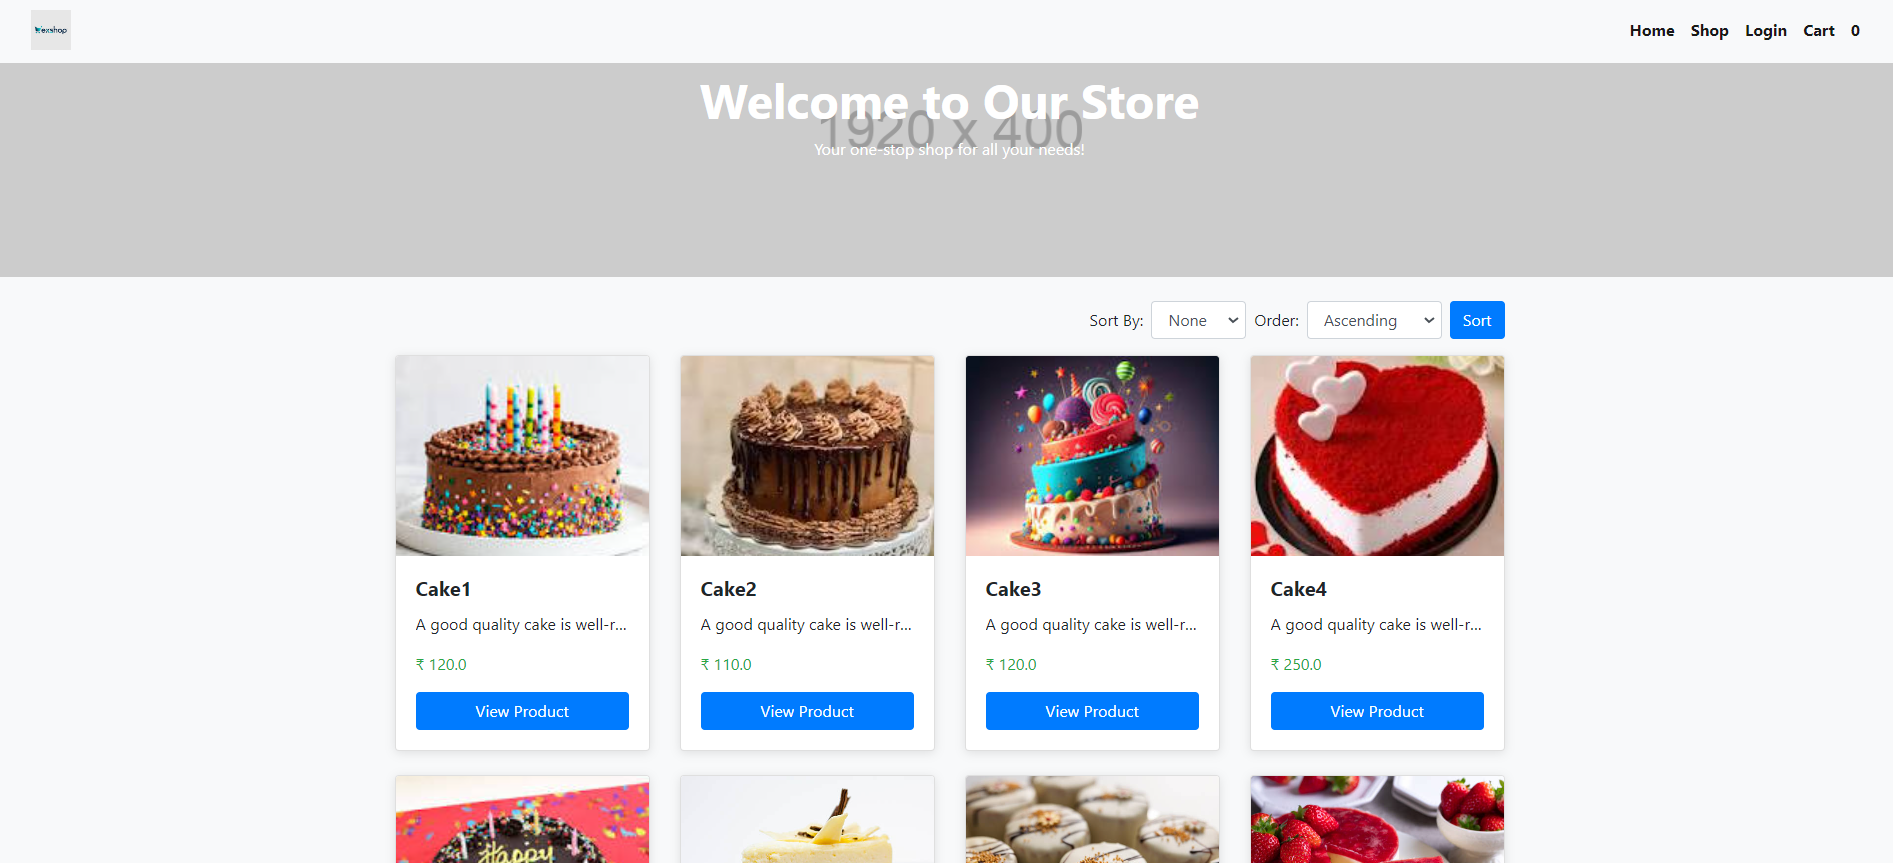 exshop
Home Shop Login Cart 0
Welcome to Our Store
1920 x 400
Your one-stop shop for all your needs!
Sort By: None Order: Ascending Sort
Cake1 Cake2 Cake3 Cake4
A good quality cake is well-r... A good quality cake is well-r... A good quality cake is well-r... A good quality cake is well-r...
₹ 120.0 ₹ 110.0 ₹ 120.0 ₹ 250.0
View Product View Product View Product View Product
Happy